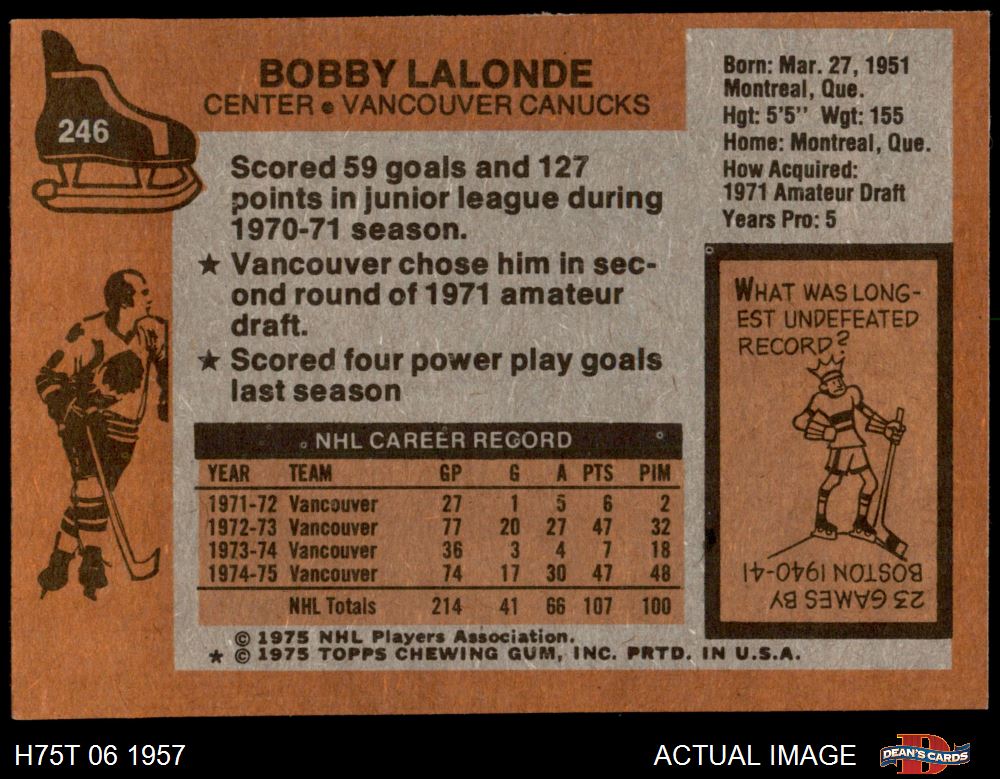 246
BOBBY LALONDE
CENTER • VANCOUVER CANUCKS
Scored 59 goals and 127
points in junior league during
1970-71 season.
★ Vancouver chose him in sec-
ond round of 1971 amateur
draft.
★ Scored four power play goals
last season
NHL CAREER RECORD
YEAR TEAM GP G A PTS PIM
1971-72 Vancouver 27 1 5 6 2
1972-73 Vancouver 77 20 27 47 32
1973-74 Vancouver 36 3 4 7 18
1974-75 Vancouver 74 17 30 47 48
NHL Totals 214 41 66 107 100
© 1975 NHL Players Association.
★ © 1975 TOPPS CHEWING GUM, INC. PRTD. IN U.S.A.
Born: Mar. 27, 1951
Montreal, Que.
Hgt: 5'5" Wgt: 155
Home: Montreal, Que.
How Acquired:
1971 Amateur Draft
Years Pro: 5
WHAT WAS LONG-
EST UNDEFEATED
RECORD?
23 GAMES BY
BOSTON 1940-41
H75T 06 1957
ACTUAL IMAGE
DEAN'S CARDS